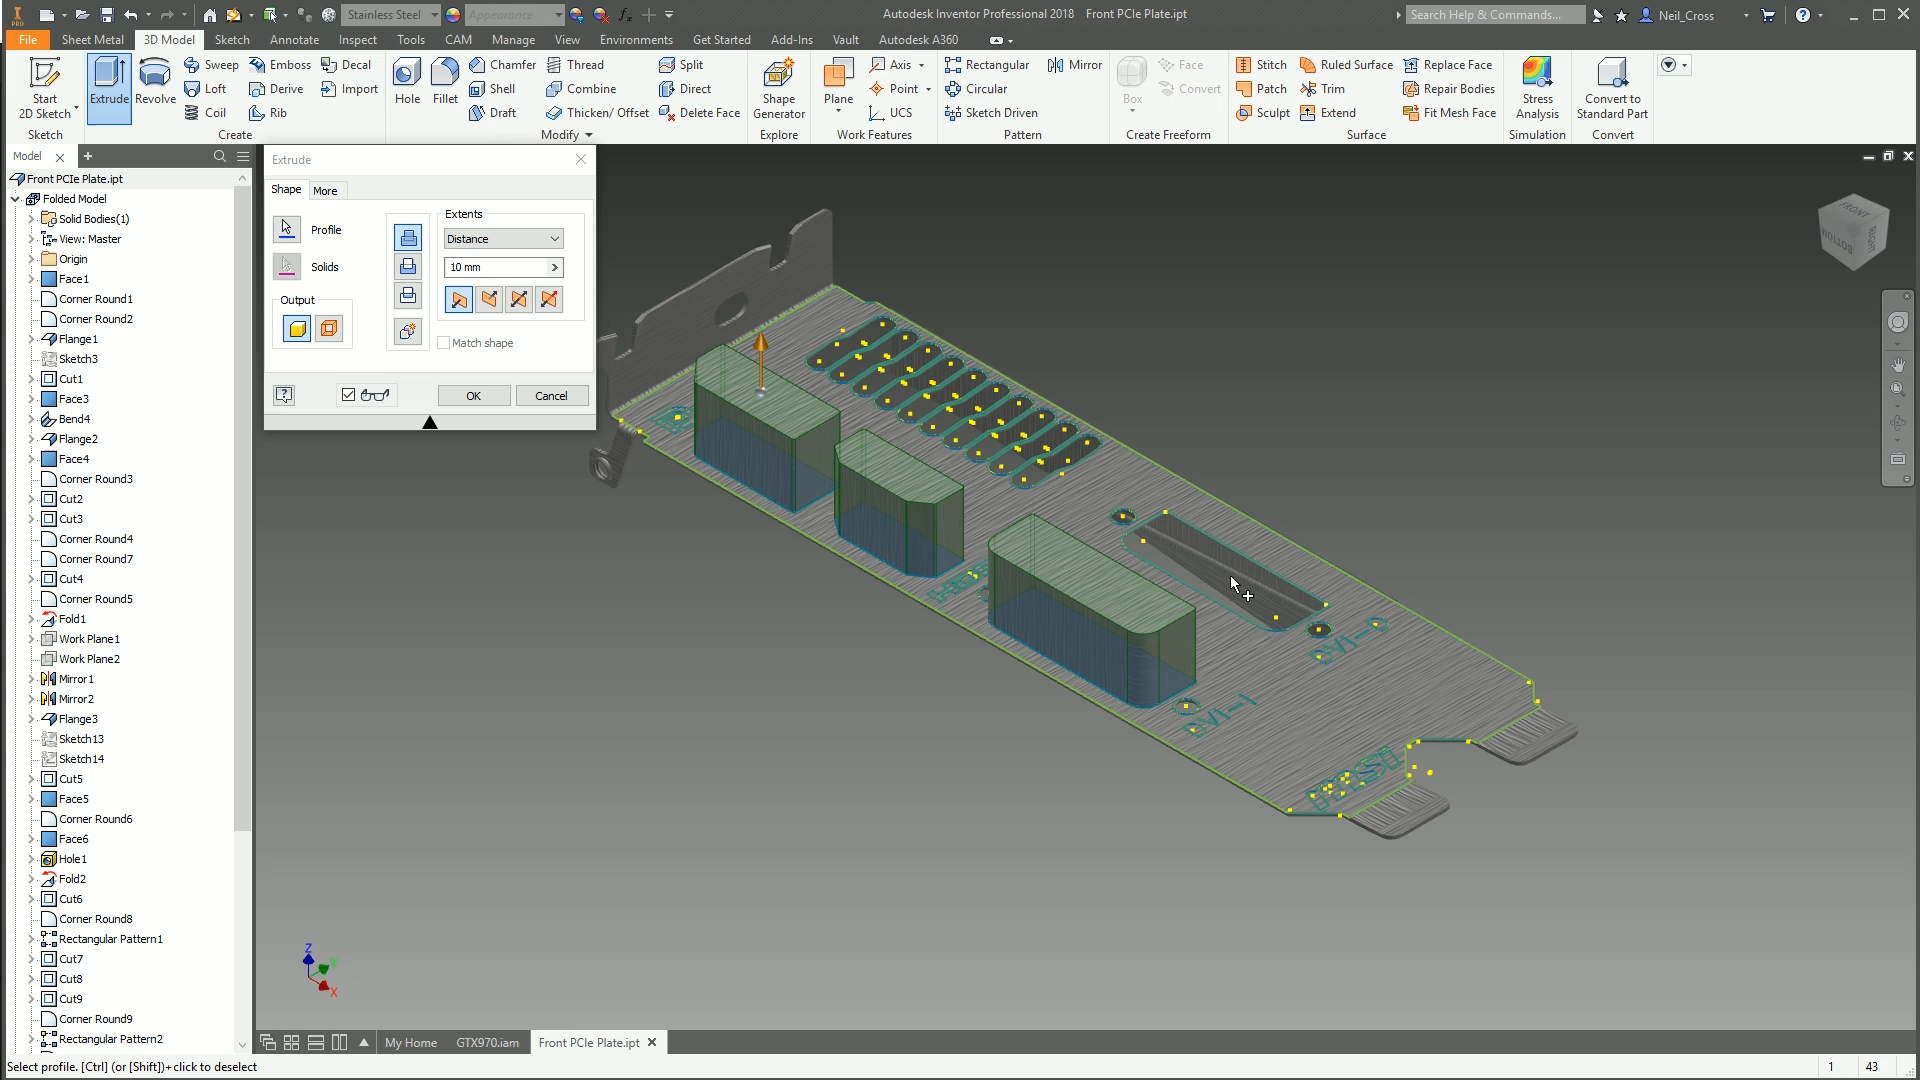 Stainless Steel
Appearance
Autodesk Inventor Professional 2018 Front PCIe Plate.ipt
Search Help & Commands...
Neil_Cross
File Sheet Metal 3D Model Sketch Annotate Inspect Tools CAM Manage View Environments Get Started Add-Ins Vault Autodesk A360
Start
2D Sketch
Extrude
Revolve
Sweep
Loft
Coil
Emboss
Derive
Rib
Decal
Import
Hole
Fillet
Chamfer
Shell
Draft
Thread
Combine
Thicken/ Offset
Split
Direct
Delete Face
Shape
Generator
Plane
Axis
Point
UCS
Rectangular
Circular
Sketch Driven
Mirror
Box
Face
Convert
Stitch
Patch
Sculpt
Ruled Surface
Trim
Extend
Replace Face
Repair Bodies
Fit Mesh Face
Stress
Analysis
Convert to
Standard Part
Sketch
Create
Modify
Explore
Work Features
Pattern
Create Freeform
Surface
Simulation
Convert
Model
Front PCIe Plate.ipt
Folded Model
Solid Bodies(1)
View: Master
Origin
Face1
Corner Round1
Corner Round2
Flange1
Sketch3
Cut1
Face3
Bend4
Flange2
Face4
Corner Round3
Cut2
Cut3
Corner Round4
Corner Round7
Cut4
Corner Round5
Fold1
Work Plane1
Work Plane2
Mirror1
Mirror2
Flange3
Sketch13
Sketch14
Cut5
Face5
Corner Round6
Face6
Hole1
Fold2
Cut6
Corner Round8
Rectangular Pattern1
Cut7
Cut8
Cut9
Corner Round9
Rectangular Pattern2
Extrude
Shape
More
Profile
Solids
Output
Extents
Distance
10 mm
Match shape
OK
Cancel
FRONT
BOTTOM
RIGHT
DVI-D
DVI-I
Z
X
My Home
GTX970.iam
Front PCIe Plate.ipt
Select profile. [Ctrl] (or [Shift])+click to deselect
1
43